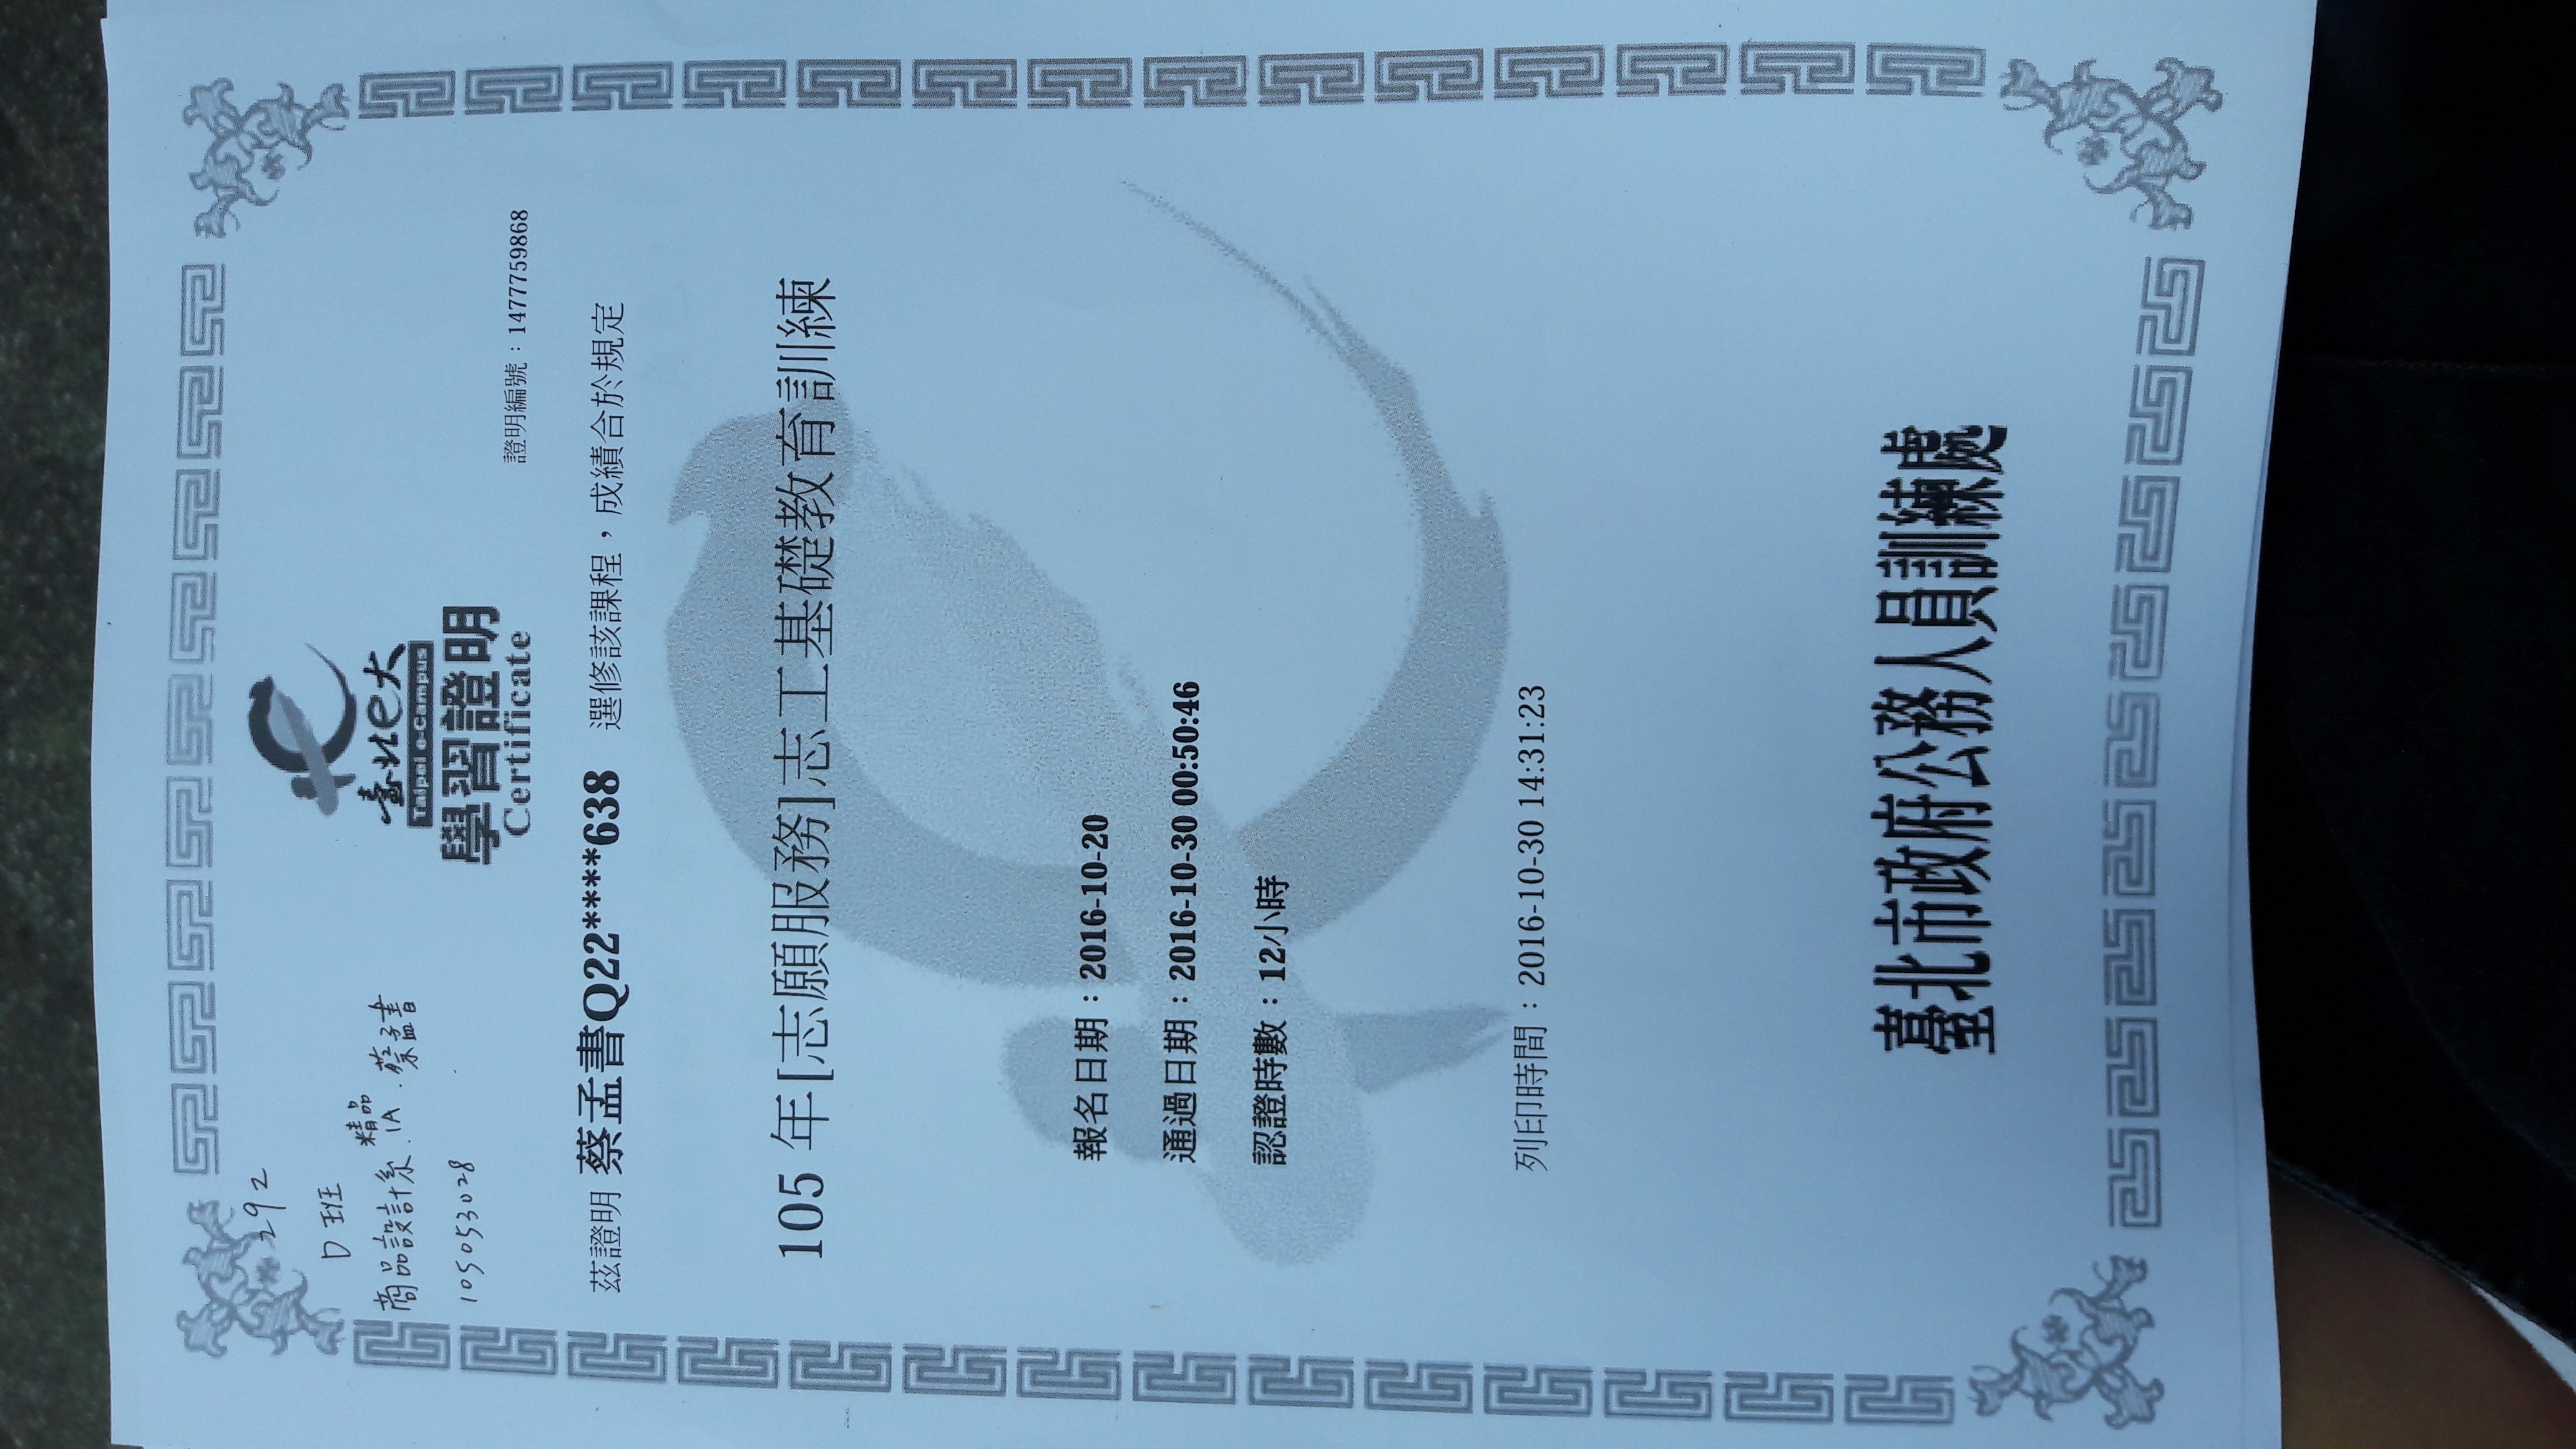 292
D班
精品
商品設計系.1A.蔡孟書
105053028
臺北e大
Taipei e-Campus
學習證明
Certificate
證明編號：1477759868
茲證明 蔡孟書Q22****638 選修該課程，成績合於規定
105 年[志願服務]志工基礎教育訓練
報名日期：2016-10-20
通過日期：2016-10-30 00:50:46
認證時數：12小時
列印時間：2016-10-30 14:31:23
臺北市政府公務人員訓練處